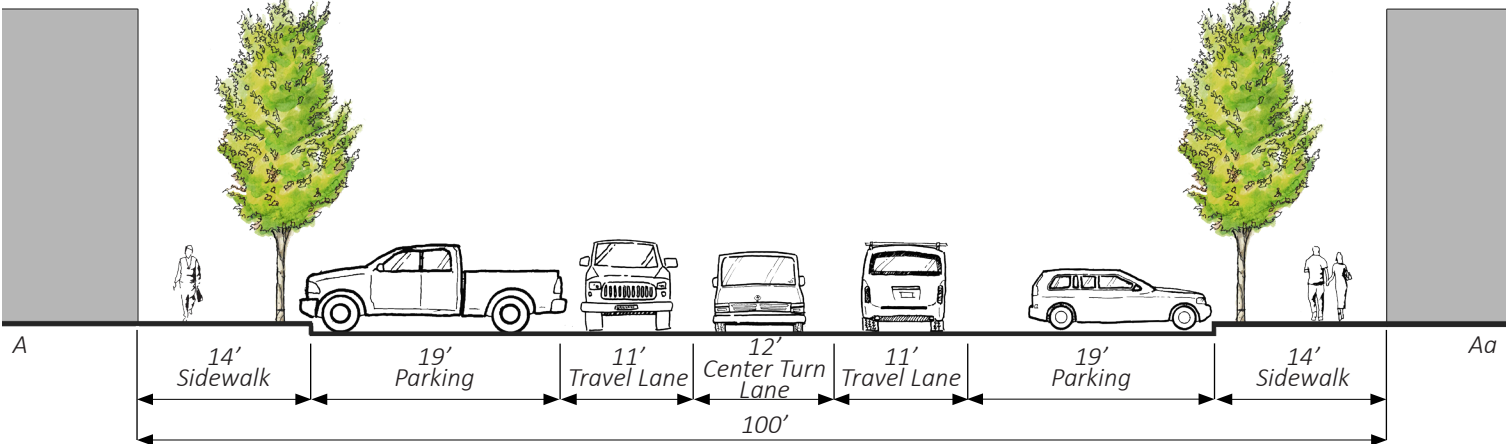 A
Aa
14’
Sidewalk
19’
Parking
11’
Travel Lane
12’
Center Turn
Lane
11’
Travel Lane
19’
Parking
14’
Sidewalk
100’